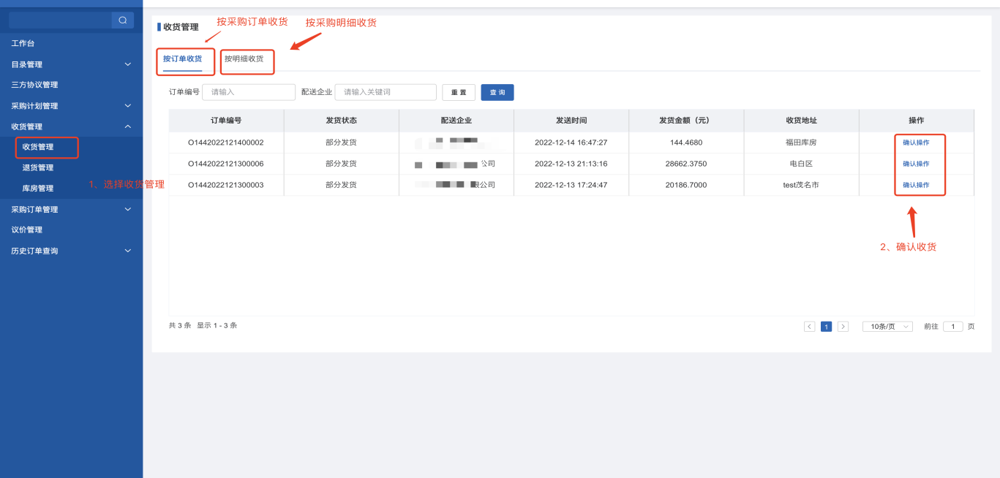 按采购订单收货
按采购明细收货
收货管理
工作台
目录管理
三方协议管理
采购计划管理
收货管理
收货管理
退货管理
库房管理
1、选择收货管理
采购订单管理
议价管理
历史订单查询
按订单收货
按明细收货
订单编号 请输入 配送企业 请输入关键词 重置 查询
订单编号 发货状态 配送企业 发送时间 发货金额（元） 收货地址 操作
O1442022121400002 部分发货 2022-12-14 16:47:27 144.4680 福田库房 确认操作
O1442022121300006 部分发货 公司 2022-12-13 21:13:16 28662.3750 电白区 确认操作
O1442022121300003 部分发货 限公司 2022-12-13 17:24:47 20186.7000 test茂名市 确认操作
2、确认收货
共 3 条 显示 1 - 3 条
1 10条/页 前往 1 页